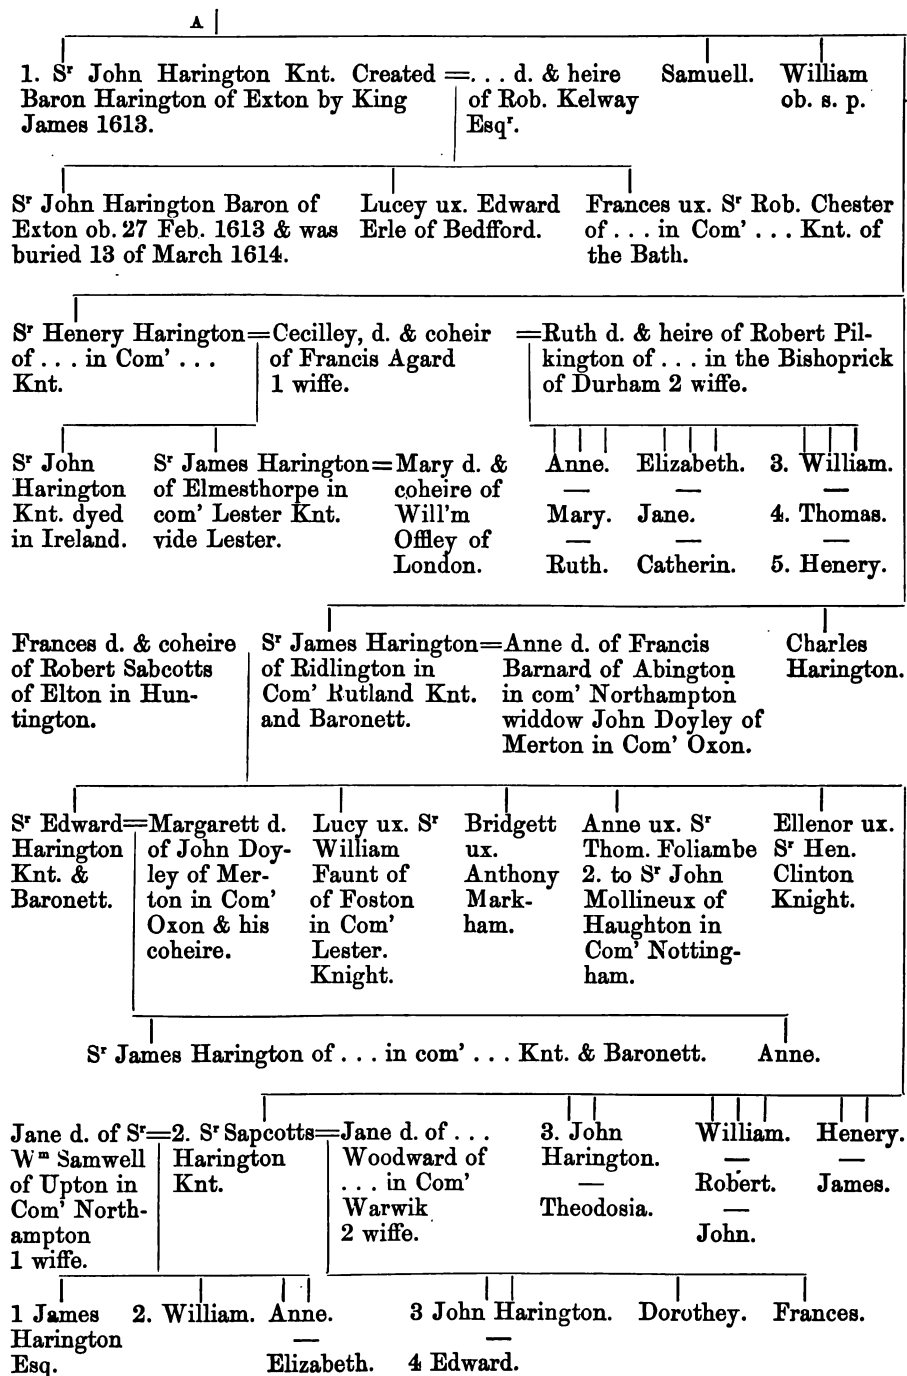 A
1. Sʳ John Harington Knt. Created
Baron Harington of Exton by King
James 1613.
=. . . d. & heire
of Rob. Kelway
Esqʳ.
Samuell.
William
ob. s. p.
Sʳ John Harington Baron of
Exton ob. 27 Feb. 1613 & was
buried 13 of March 1614.
Lucey ux. Edward
Erle of Bedfford.
Frances ux. Sʳ Rob. Chester
of . . . in Com' . . . Knt. of
the Bath.
Sʳ Henery Harington=
of . . . in Com' . . .
Knt.
Cecilley, d. & coheir
of Francis Agard
1 wiffe.
=Ruth d. & heire of Robert Pil-
kington of . . . in the Bishoprick
of Durham 2 wiffe.
Sʳ John
Harington
Knt. dyed
in Ireland.
Sʳ James Harington=
of Elmesthorpe in
com' Lester Knt.
vide Lester.
Mary d. &
coheire of
Will'm
Offley of
London.
Anne.
—
Mary.
—
Ruth.
Elizabeth.
—
Jane.
—
Catherin.
3. William.
—
4. Thomas.
—
5. Henery.
Frances d. & coheire
of Robert Sabcotts
of Elton in Hun-
tington.
Sʳ James Harington=
of Ridlington in
Com' Rutland Knt.
and Baronett.
Anne d. of Francis
Barnard of Abington
in com' Northampton
widdow John Doyley of
Merton in Com' Oxon.
Charles
Harington.
Sʳ Edward=
Harington
Knt. &
Baronett.
Margarett d.
of John Doy-
ley of Mer-
ton in Com'
Oxon & his
coheire.
Lucy ux. Sʳ
William
Faunt of
of Foston
in Com'
Lester.
Knight.
Bridgett
ux.
Anthony
Mark-
ham.
Anne ux. Sʳ
Thom. Foliambe
2. to Sʳ John
Mollineux of
Haughton in
Com' Notting-
ham.
Ellenor ux.
Sʳ Hen.
Clinton
Knight.
Sʳ James Harington of . . . in com' . . . Knt. & Baronett.
Anne.
Jane d. of Sʳ=
Wᵐ Samwell
of Upton in
Com' North-
ampton
1 wiffe.
2. Sʳ Sapcotts=
Harington
Knt.
Jane d. of . . .
Woodward of
. . . in Com'
Warwik
2 wiffe.
3. John
Harington.
—
Theodosia.
William.
—
Robert.
—
John.
Henery.
—
James.
1 James
Harington
Esq.
2. William.
Anne.
—
Elizabeth.
3 John Harington.
—
4 Edward.
Dorothey.
Frances.